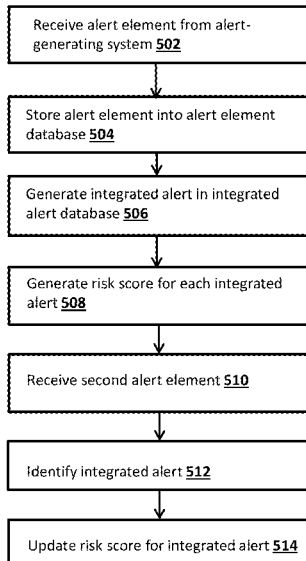 Receive alert element from alert-
generating system 502
Store alert element into alert element
database 504
Generate integrated alert in integrated
alert database 506
Generate risk score for each integrated
alert 508
Receive second alert element 510
Identify integrated alert 512
Update risk score for integrated alert 514